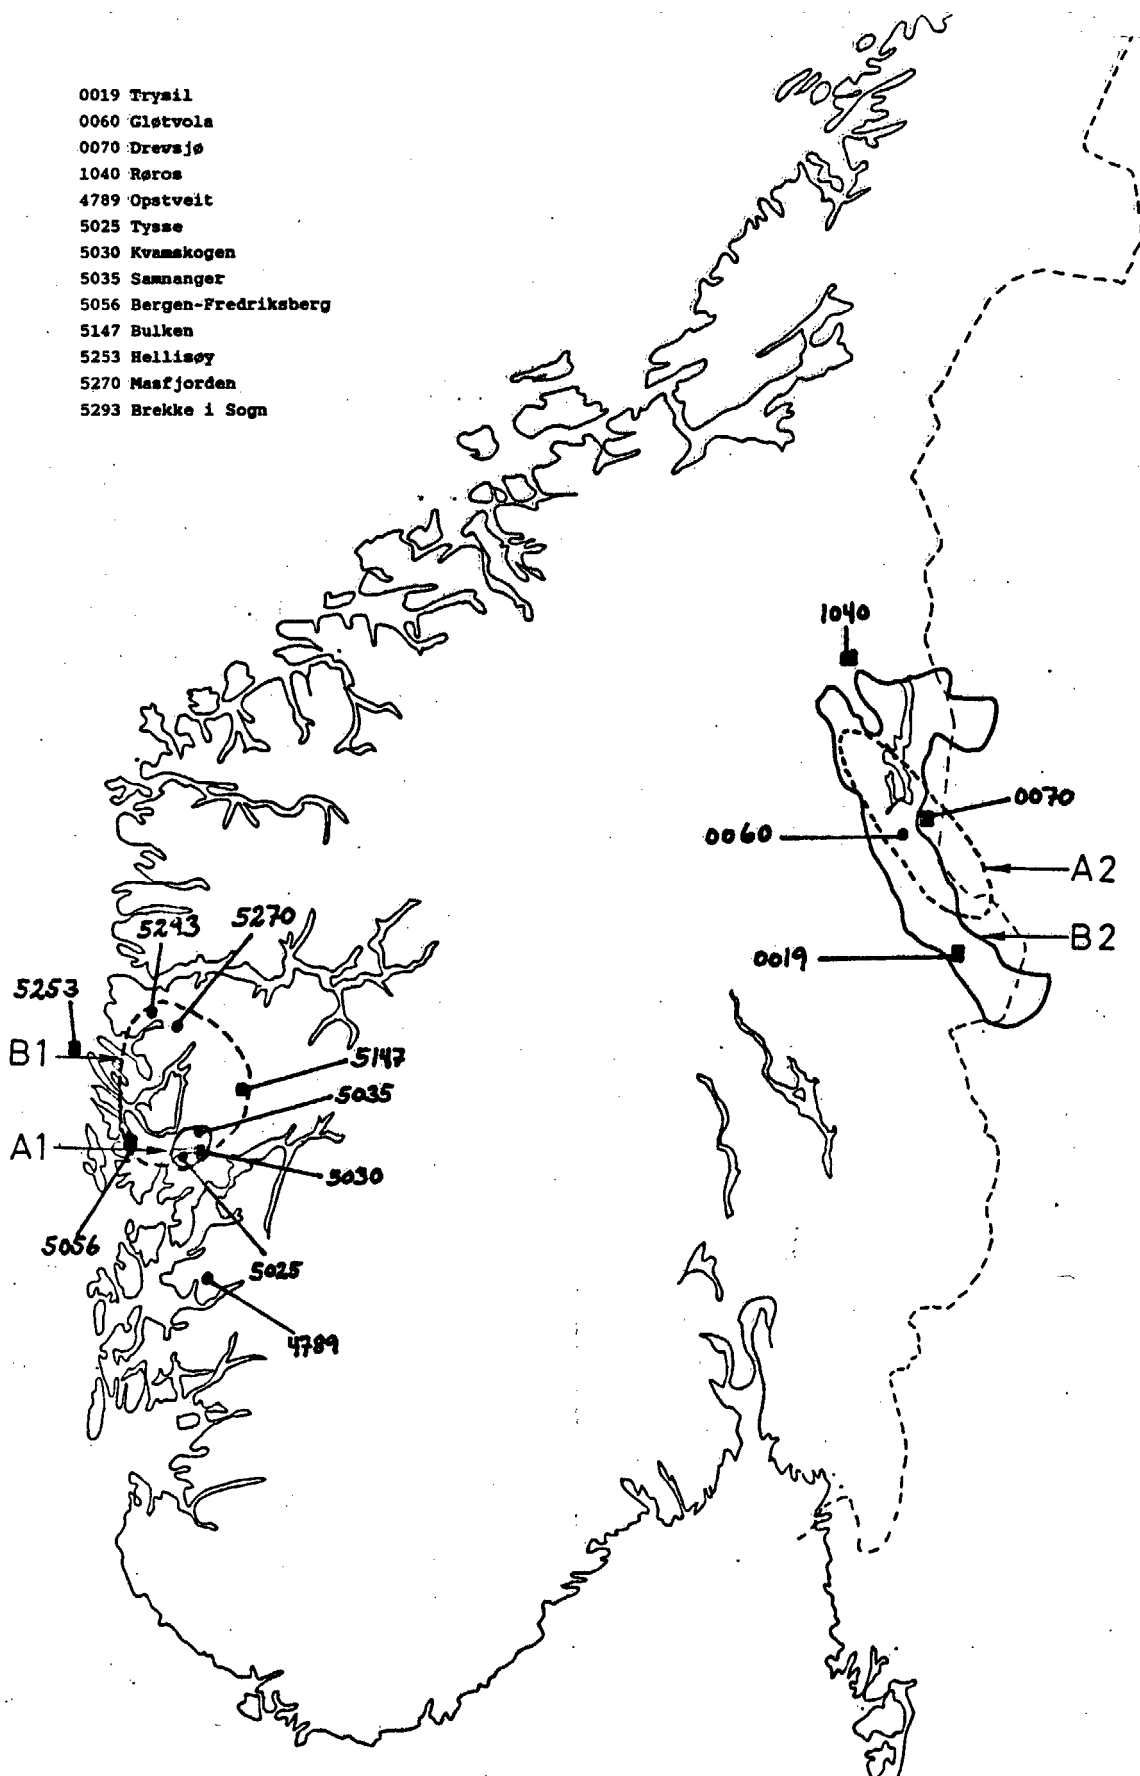 0019 Trysil
0060 Gløtvola
0070 Drevsjø
1040 Røros
4789 Opstveit
5025 Tysse
5030 Kvamskogen
5035 Samnanger
5056 Bergen-Fredriksberg
5147 Bulken
5253 Hellisøy
5270 Masfjorden
5293 Brekke i Sogn
1040
0070
0060
A2
B2
0019
5293
5270
5253
B1
5147
5035
A1
5030
5056
5025
4789